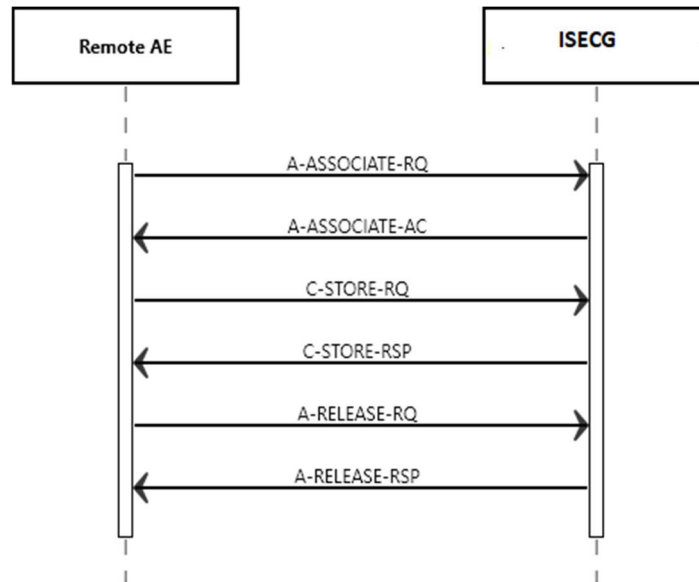 Remote AE
ISECG
A-ASSOCIATE-RQ
A-ASSOCIATE-AC
C-STORE-RQ
C-STORE-RSP
A-RELEASE-RQ
A-RELEASE-RSP